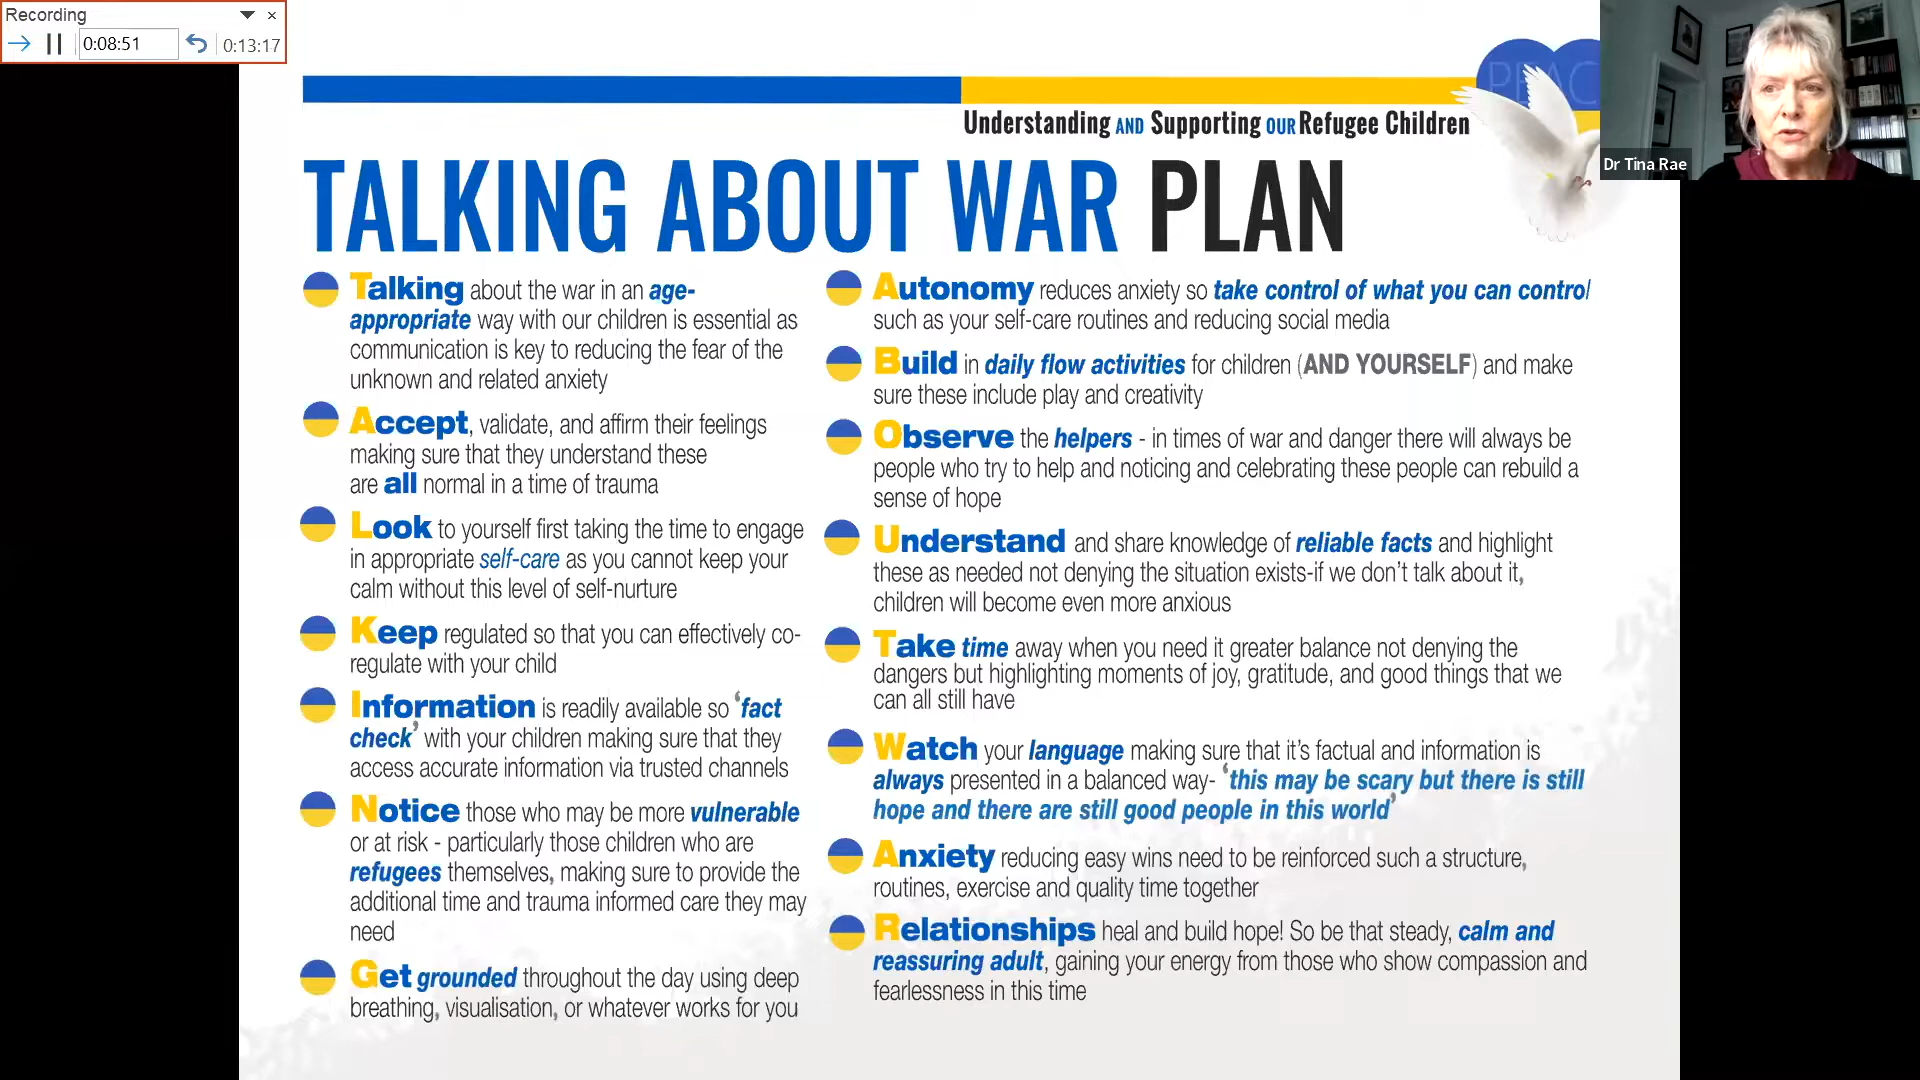 Recording
0:08:51
0:13:17
PEAC
Understanding AND Supporting OUR Refugee Children
Dr Tina Rae
TALKING ABOUT WAR PLAN
Talking about the war in an age-
appropriate way with our children is essential as
communication is key to reducing the fear of the
unknown and related anxiety
Accept, validate, and affirm their feelings
making sure that they understand these
are all normal in a time of trauma
Look to yourself first taking the time to engage
in appropriate self-care as you cannot keep your
calm without this level of self-nurture
Keep regulated so that you can effectively co-
regulate with your child
Information is readily available so ‘fact
check’ with your children making sure that they
access accurate information via trusted channels
Notice those who may be more vulnerable
or at risk - particularly those children who are
refugees themselves, making sure to provide the
additional time and trauma informed care they may
need
Get grounded throughout the day using deep
breathing, visualisation, or whatever works for you
Autonomy reduces anxiety so take control of what you can control
such as your self-care routines and reducing social media
Build in daily flow activities for children (AND YOURSELF) and make
sure these include play and creativity
Observe the helpers - in times of war and danger there will always be
people who try to help and noticing and celebrating these people can rebuild a
sense of hope
Understand and share knowledge of reliable facts and highlight
these as needed not denying the situation exists-if we don’t talk about it,
children will become even more anxious
Take time away when you need it greater balance not denying the
dangers but highlighting moments of joy, gratitude, and good things that we
can all still have
Watch your language making sure that it’s factual and information is
always presented in a balanced way- ‘this may be scary but there is still
hope and there are still good people in this world’
Anxiety reducing easy wins need to be reinforced such a structure,
routines, exercise and quality time together
Relationships heal and build hope! So be that steady, calm and
reassuring adult, gaining your energy from those who show compassion and
fearlessness in this time